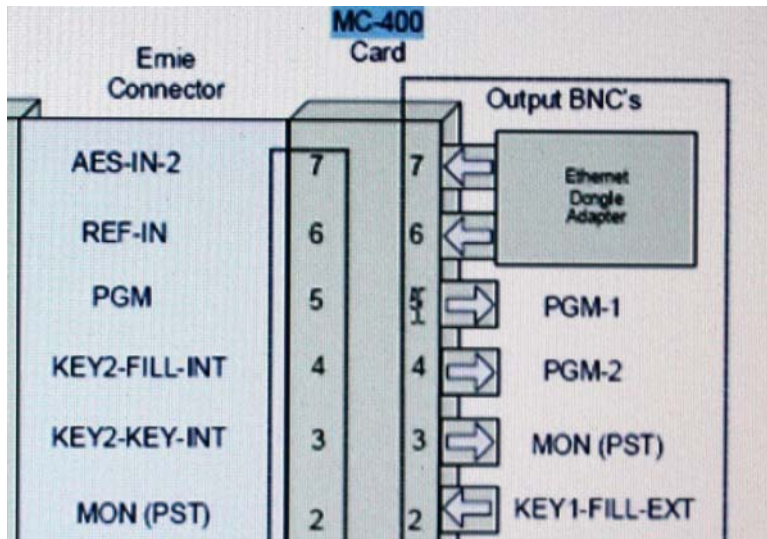 MC-400
Card
Ernie
Connector
Output BNC's
AES-IN-2 7 7 Ethernet
Dongle
Adapter
REF-IN 6 6
PGM 5 5 PGM-1
KEY2-FILL-INT 4 4 PGM-2
KEY2-KEY-INT 3 3 MON (PST)
MON (PST) 2 2 KEY1-FILL-EXT